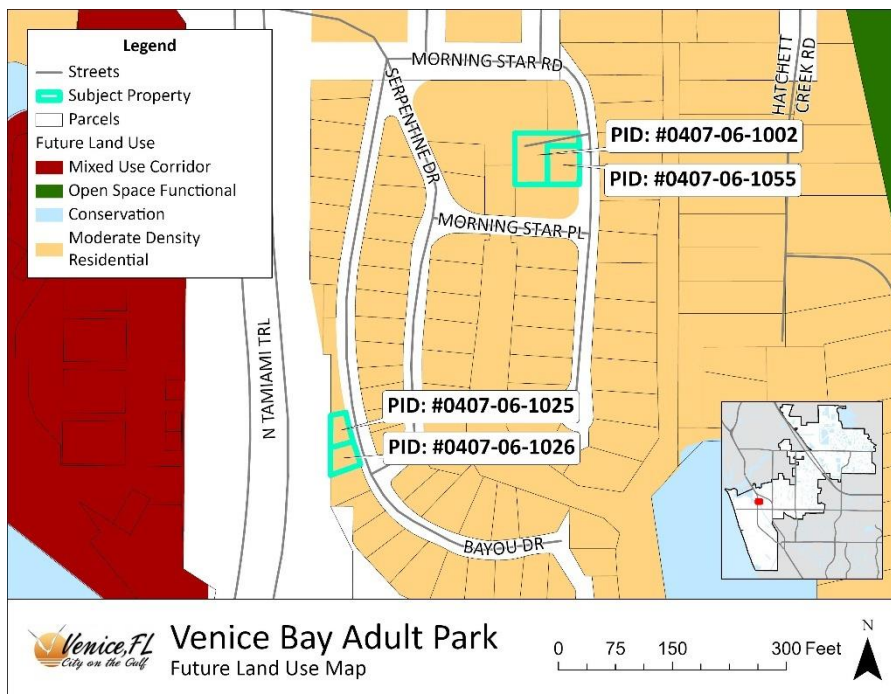 Legend
Streets
Subject Property
Parcels
Future Land Use
Mixed Use Corridor
Open Space Functional
Conservation
Moderate Density
Residential
MORNING STAR RD
SERPENTINE DR
HATCHETT
CREEK RD
PID: #0407-06-1002
PID: #0407-06-1055
MORNING STAR PL
N TAMIAMI TRL
PID: #0407-06-1025
PID: #0407-06-1026
BAYOU DR
Venice, FL
City on the Gulf
Venice Bay Adult Park
Future Land Use Map
0 75 150 300 Feet
N